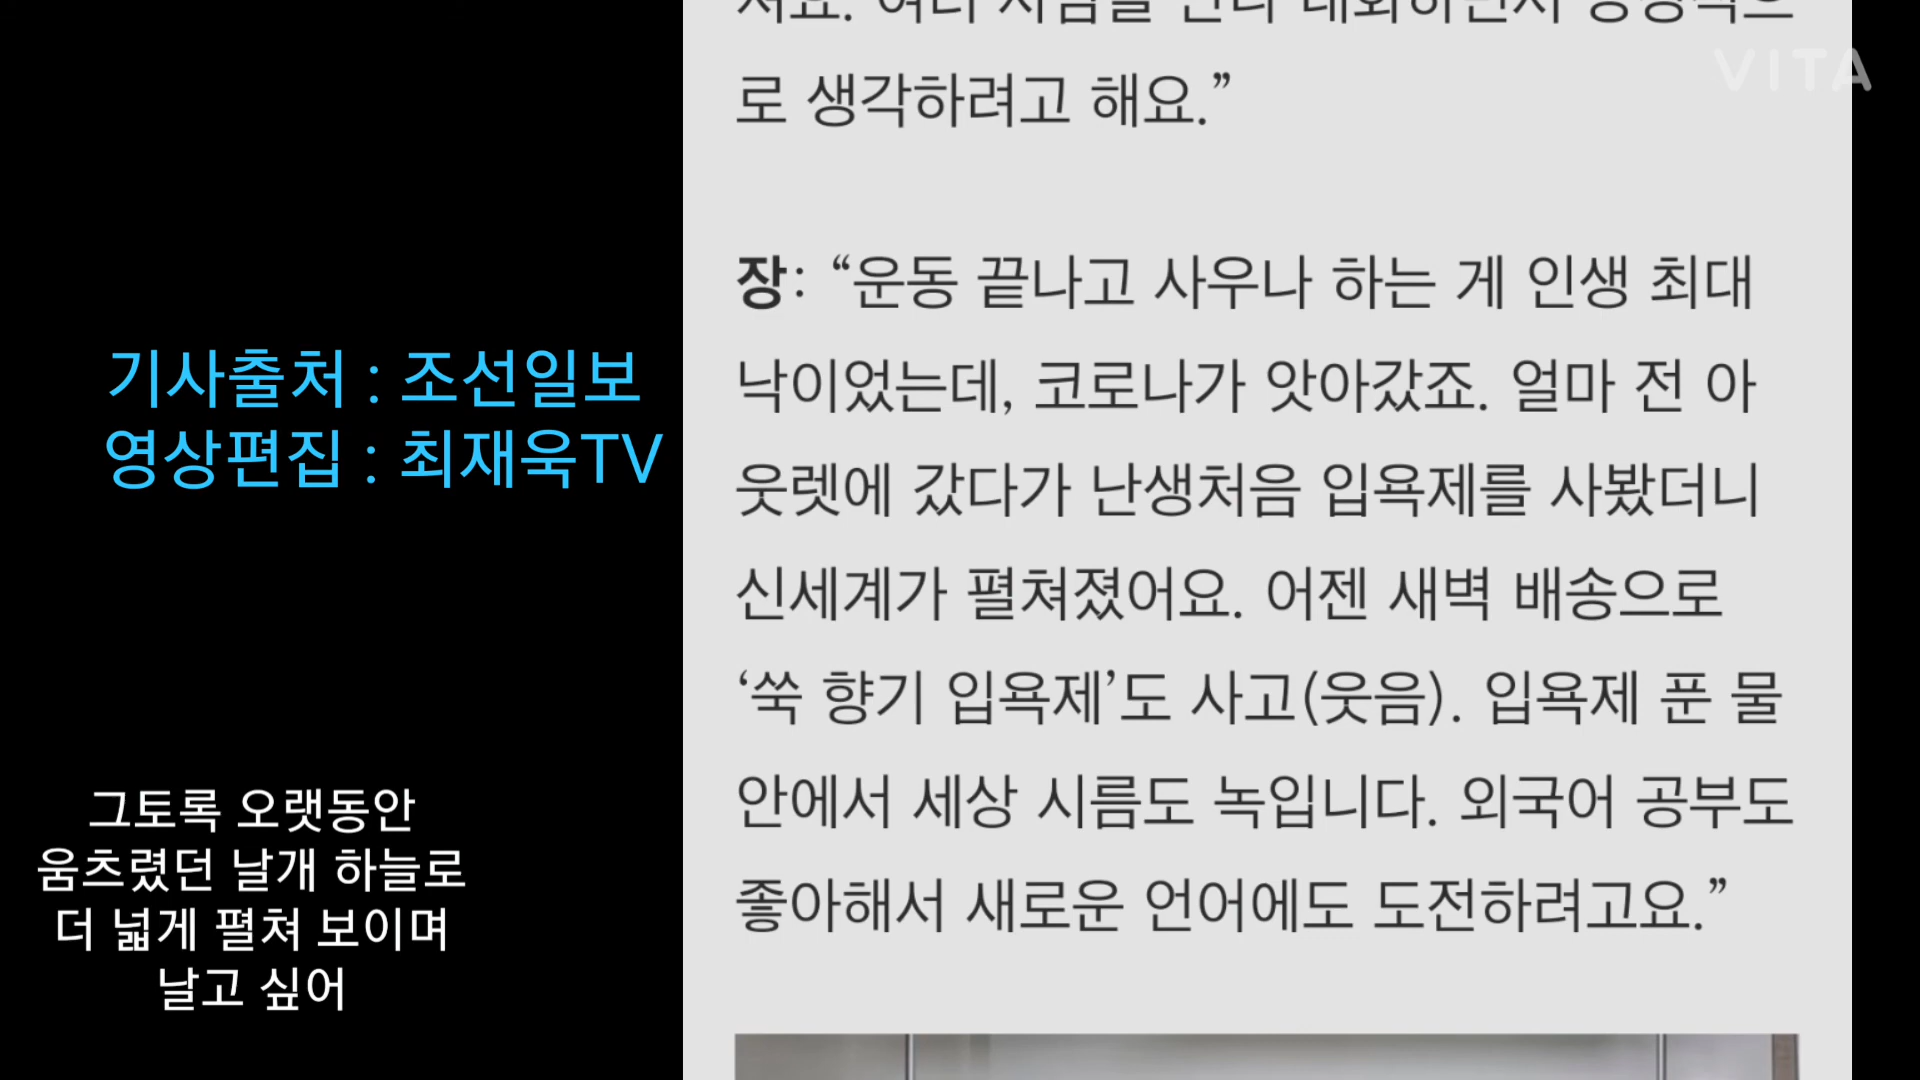 로 생각하려고 해요.”
VITA
장: “운동 끝나고 사우나 하는 게 인생 최대
낙이었는데, 코로나가 앗아갔죠. 얼마 전 아
웃렛에 갔다가 난생처음 입욕제를 사봤더니
신세계가 펼쳐졌어요. 어젠 새벽 배송으로
‘쑥 향기 입욕제’도 사고(웃음). 입욕제 푼 물
안에서 세상 시름도 녹입니다. 외국어 공부도
좋아해서 새로운 언어에도 도전하려고요.”
기사출처 : 조선일보
영상편집 : 최재욱TV
그토록 오랫동안
움츠렸던 날개 하늘로
더 넓게 펼쳐 보이며
날고 싶어